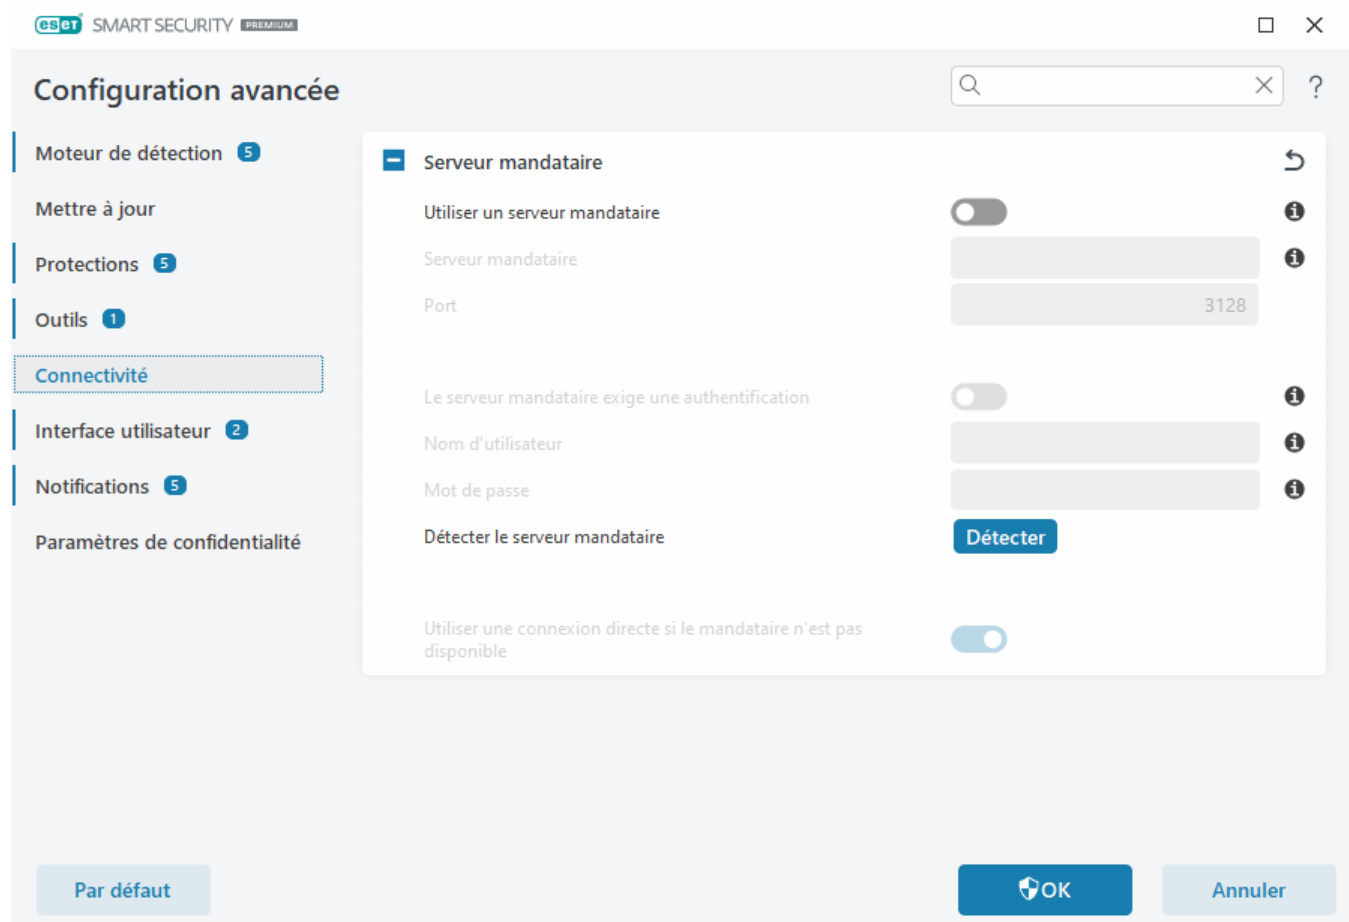 eset SMART SECURITY PREMIUM
Configuration avancée
?
Moteur de détection 5
Mettre à jour
Protections 5
Outils 1
Connectivité
Interface utilisateur 2
Notifications 5
Paramètres de confidentialité
Serveur mandataire
Utiliser un serveur mandataire
Serveur mandataire
Port 3128
Le serveur mandataire exige une authentification
Nom d'utilisateur
Mot de passe
Détecter le serveur mandataire Détecter
Utiliser une connexion directe si le mandataire n'est pas
disponible
Par défaut OK Annuler